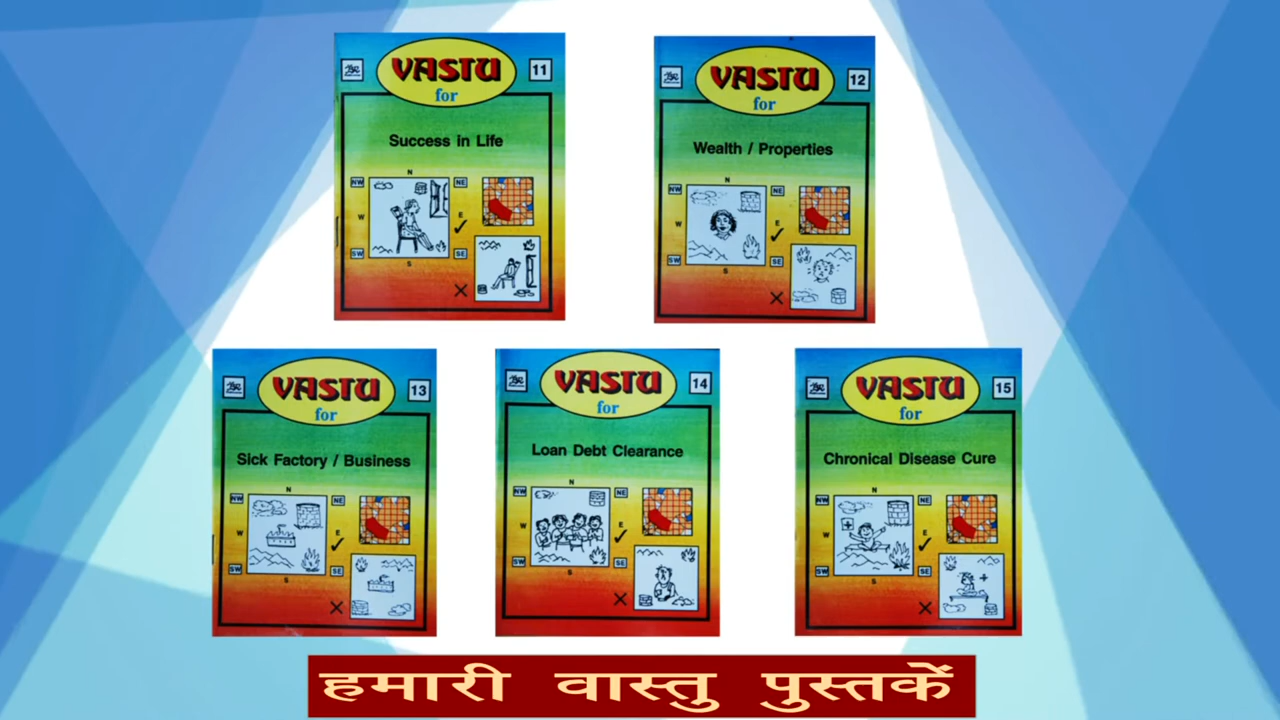 VASTU
11
for
Success in Life
N
NW
NE
W
E
SW
SE
S
VASTU
12
for
Wealth / Properties
N
NW
NE
W
E
SW
SE
S
VASTU
13
for
Sick Factory / Business
N
NW
NE
W
E
SW
SE
S
VASTU
14
for
Loan Debt Clearance
N
NW
NE
W
E
SW
SE
S
VASTU
15
for
Chronical Disease Cure
N
NW
NE
W
E
SW
SE
S
हमारी वास्तु पुस्तकें